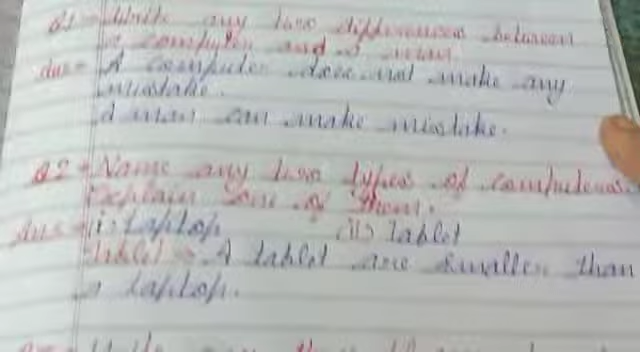 Q1 - Write any two differences between
a computer and a man.
Ans - A computer does not make any
mistake.
A man can make mistake.
Q2 - Name any two types of computers.
Explain one of them.
Ans - i) Laptop (ii) Tablet
Tablet - A tablet are smaller than
a laptop.